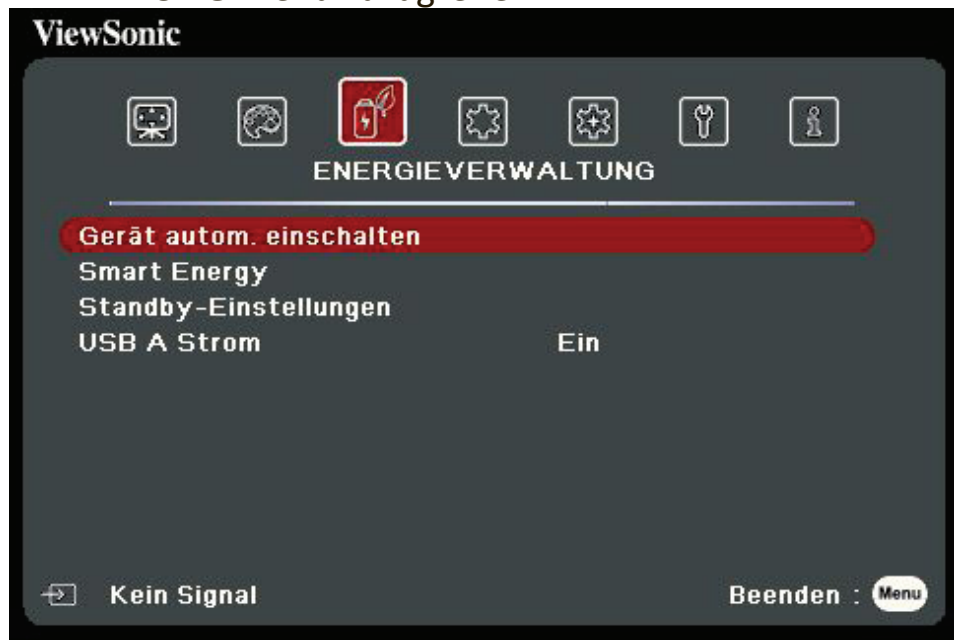 ViewSonic
ENERGIEVERWALTUNG
Gerät autom. einschalten
Smart Energy
Standby-Einstellungen
USB A Strom Ein
Kein Signal Beenden : Menu